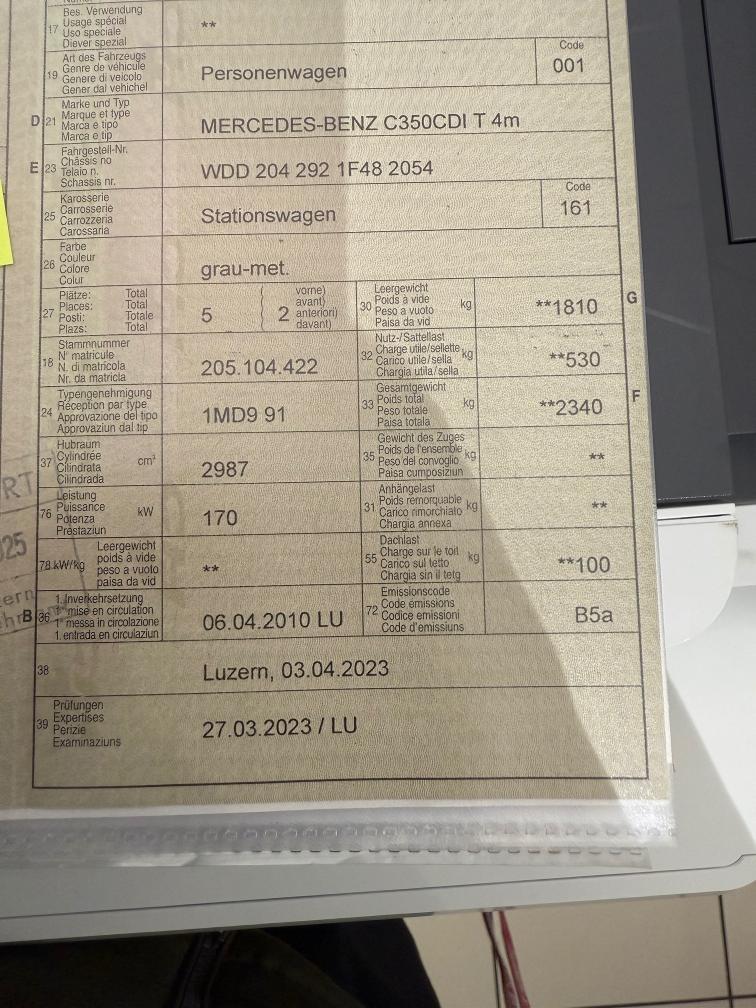 Bes. Verwendung
17 Usage spécial
Uso speciale
Diever spezial
**
Art des Fahrzeugs
19 Genre de véhicule
Genere di veicolo
Gener dal vehichel
Personenwagen
Code
001
Marke und Typ
D 21 Marque et type
Marca e tipo
Marca e tip
MERCEDES-BENZ C350CDI T 4m
Fahrgestell-Nr.
E 23 Châssis no
Telaio n.
Schassis nr.
WDD 204 292 1F48 2054
Karosserie
25 Carrosserie
Carrozzeria
Carossaria
Stationswagen
Code
161
Farbe
26 Couleur
Colore
Colur
grau-met.
Plätze: Total
27 Places: Total
Posti: Totale
Plazs: Total
5
2
vorne)
avant)
anteriori)
davant)
Leergewicht
30 Poids à vide kg
Peso a vuoto
Paisa da vid
**1810
G
Stammnummer
18 N° matricule
N. di matricola
Nr. da matricla
205.104.422
Nutz-/Sattellast
32 Charge utile/sellette kg
Carico utile/sella
Chargia utila/sella
**530
Typengenehmigung
24 Réception par type
Approvazione del tipo
Approvaziun dal tip
1MD9 91
Gesamtgewicht
33 Poids total kg
Peso totale
Paisa totala
**2340
F
Hubraum
37 Cylindrée cm³
Cilindrata
Cilindrada
2987
Gewicht des Zuges
35 Poids de l'ensemble kg
Peso del convoglio
Paisa cumposiziun
**
Leistung
76 Puissance kW
Potenza
Prestaziun
170
Anhängelast
31 Poids remorquable kg
Carico rimorchiato
Chargia annexa
**
Leergewicht
78 kW/kg poids à vide
peso a vuoto
paisa da vid
**
Dachlast
55 Charge sur le toit kg
Carico sul tetto
Chargia sin il tetg
**100
1. Inverkehrsetzung
B 36 1re mise en circulation
1a messa in circolazione
1. entrada en circulaziun
06.04.2010 LU
Emissionscode
72 Code émissions
Codice emissioni
Code d'emissiuns
B5a
38
Luzern, 03.04.2023
Prüfungen
39 Expertises
Perizie
Examinaziuns
27.03.2023 / LU